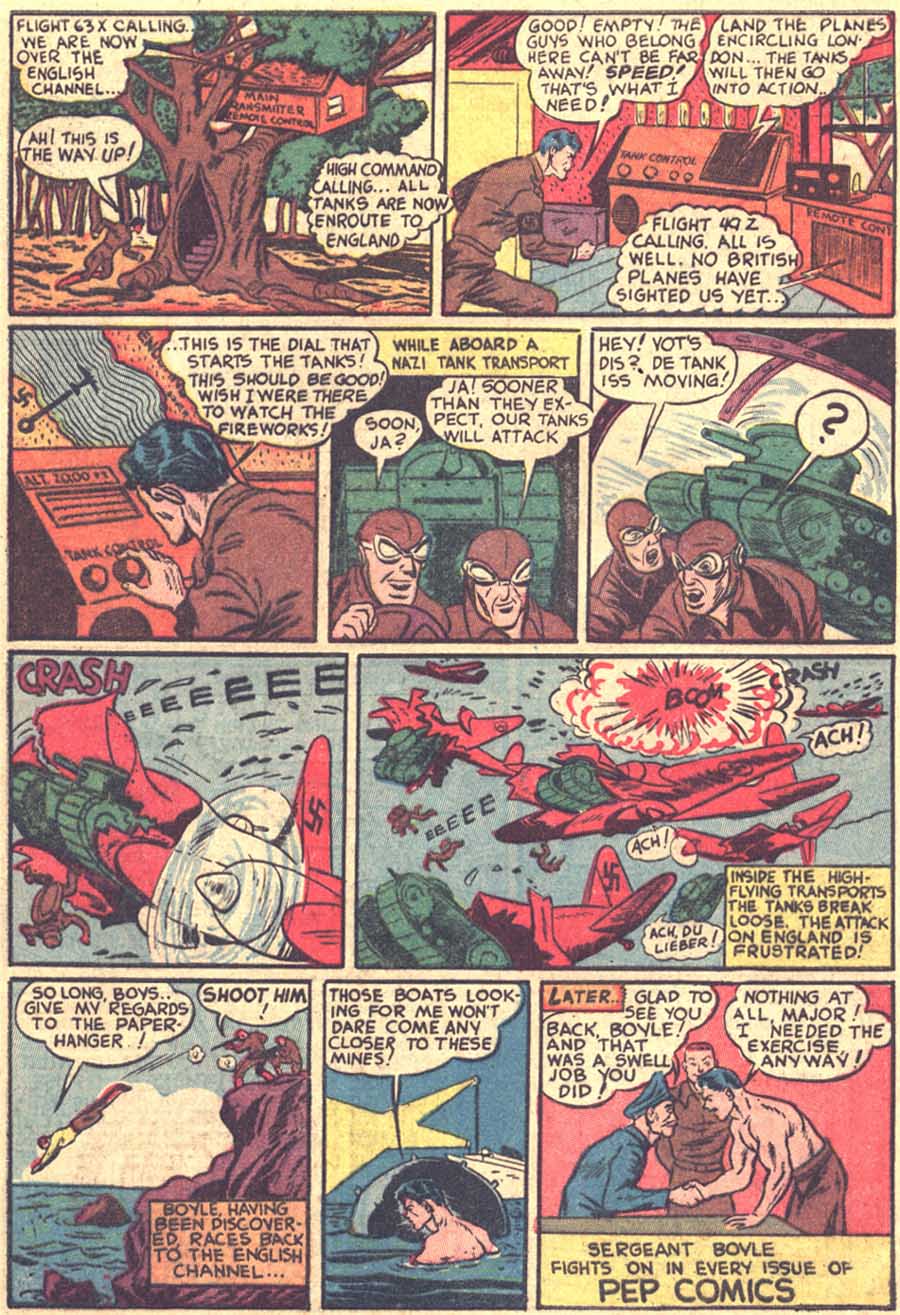 FLIGHT 63X CALLING..
WE ARE NOW
OVER THE
ENGLISH
CHANNEL...
AH! THIS IS
THE WAY UP!
MAIN
TRANSMITTER
REMOTE CONTROL
HIGH COMMAND
CALLING... ALL
TANKS ARE NOW
ENROUTE TO
ENGLAND
GOOD! EMPTY! THE
GUYS WHO BELONG
HERE CAN'T BE FAR
AWAY! SPEED!
THAT'S WHAT I
NEED!
LAND THE PLANES
ENCIRCLING LON-
DON... THE TANKS
WILL THEN GO
INTO ACTION..
TANK CONTROL
REMOTE CONT
FLIGHT 49Z
CALLING. ALL IS
WELL. NO BRITISH
PLANES HAVE
SIGHTED US YET...
..THIS IS THE DIAL THAT
STARTS THE TANKS!
THIS SHOULD BE GOOD!
WISH I WERE THERE
TO WATCH THE
FIREWORKS!
ALT. 20,00 FT
TANK CONTROL
WHILE ABOARD A
NAZI TANK TRANSPORT
SOON,
JA?
JA! SOONER
THAN THEY EX-
PECT, OUR TANKS
WILL ATTACK
HEY! VOT'S
DIS? DE TANK
ISS MOVING!
?
CRASH
EEEEEEEE
BOOM
CRASH
ACH!
EEEEE
ACH!
ACH, DU
LIEBER!
INSIDE THE HIGH-
FLYING TRANSPORTS
THE TANKS BREAK
LOOSE. THE ATTACK
ON ENGLAND IS
FRUSTRATED!
SO LONG, BOYS..
GIVE MY REGARDS
TO THE PAPER-
HANGER!
SHOOT HIM
!
BOYLE, HAVING
BEEN DISCOVER-
ED, RACES BACK
TO THE ENGLISH
CHANNEL...
THOSE BOATS LOOK-
ING FOR ME WON'T
DARE COME ANY
CLOSER TO THESE
MINES!
LATER.. GLAD TO
SEE YOU
BACK, BOYLE!
AND THAT
WAS A SWELL
JOB YOU
DID!
NOTHING AT
ALL, MAJOR!
I NEEDED THE
EXERCISE
ANYWAY!
SERGEANT BOYLE
FIGHTS ON IN EVERY ISSUE OF
PEP COMICS